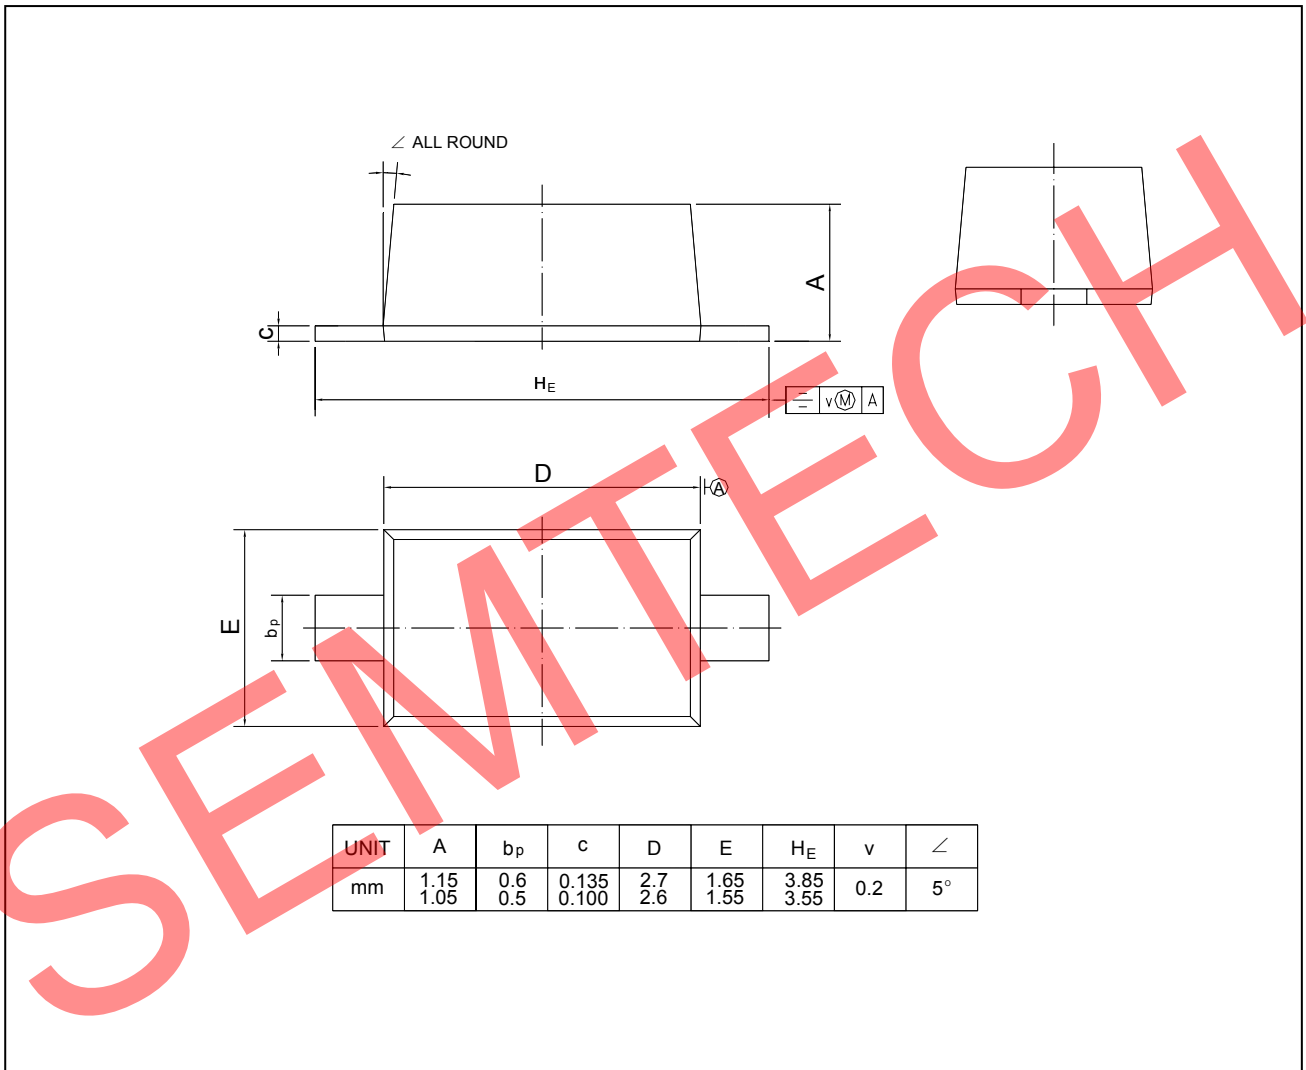 ∠ ALL ROUND
A
c
HE
v Ⓜ A
D
Ⓐ
E
bp
SEMTECH
UNIT A bp c D E HE v ∠
mm 1.15 0.6 0.135 2.7 1.65 3.85 0.2 5°
1.05 0.5 0.100 2.6 1.55 3.55